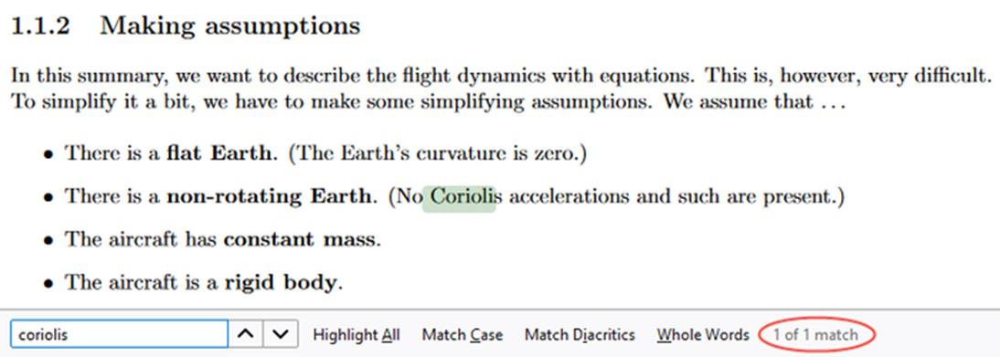 1.1.2 Making assumptions
In this summary, we want to describe the flight dynamics with equations. This is, however, very difficult.
To simplify it a bit, we have to make some simplifying assumptions. We assume that ...
• There is a flat Earth. (The Earth's curvature is zero.)
• There is a non-rotating Earth. (No Coriolis accelerations and such are present.)
• The aircraft has constant mass.
• The aircraft is a rigid body.
coriolis Highlight All Match Case Match Diacritics Whole Words 1 of 1 match